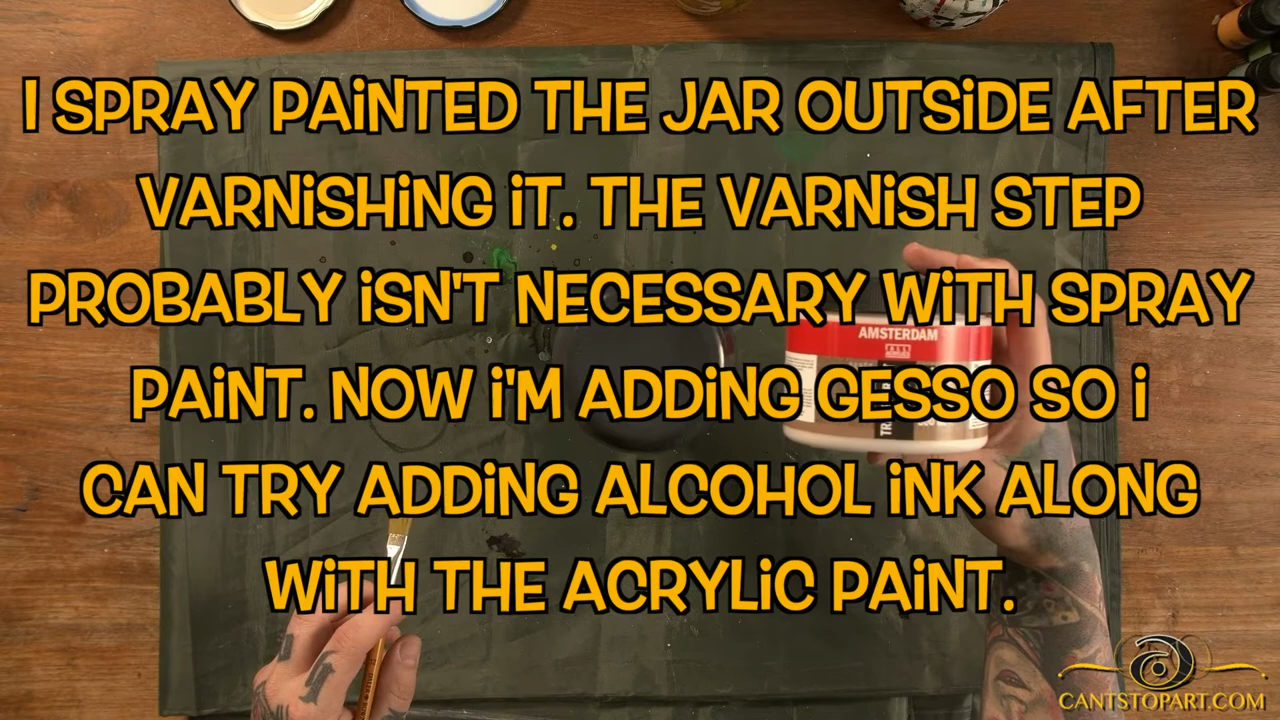 I SPRAY PAiNTED THE JAR OUTSiDE AFTER
VARNiSHiNG iT. THE VARNiSH STEP
PROBABLY iSN'T NECESSARY WiTH SPRAY
PAiNT. NOW i'M ADDiNG GESSO SO i
CAN TRY ADDiNG ALCOHOL iNK ALONG
WiTH THE ACRYLiC PAiNT.
AMSTERDAM
CANTSTOPART.COM